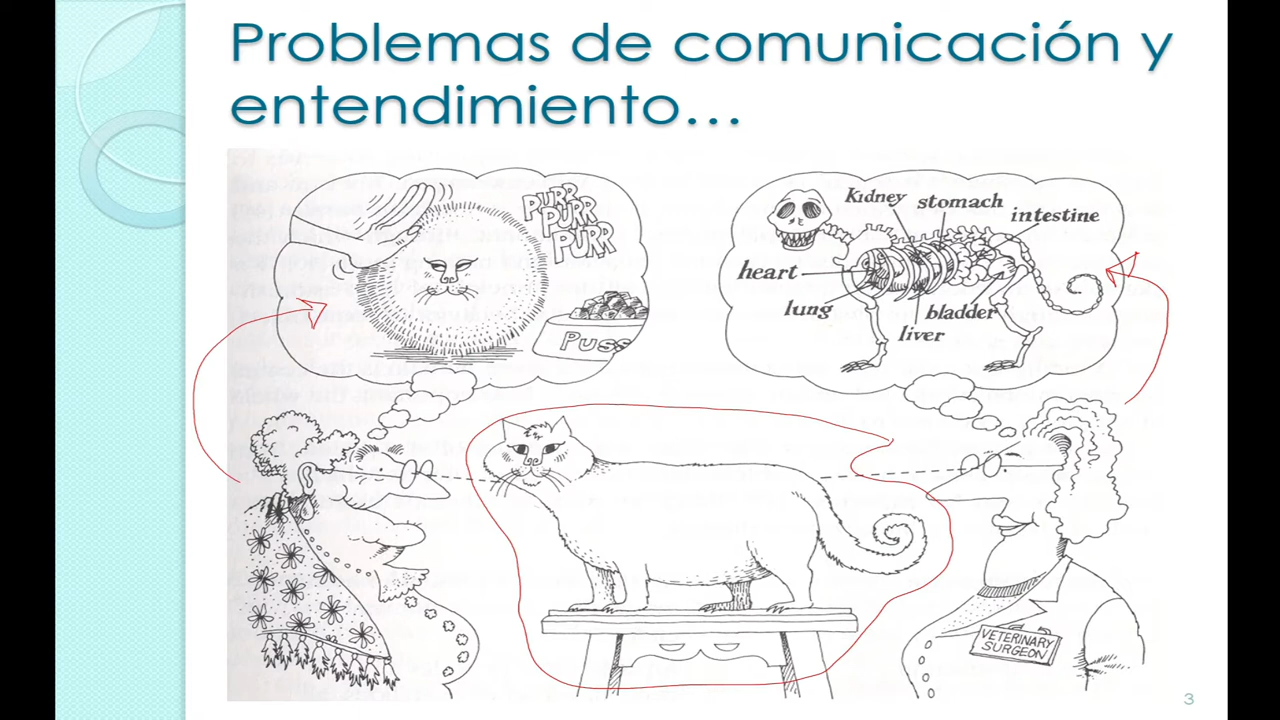 Problemas de comunicación y
entendimiento...
PURR
PURR
PURR
PUSS
Kidney
stomach
intestine
heart
lung
bladder
liver
VETERINARY
SURGEON
3